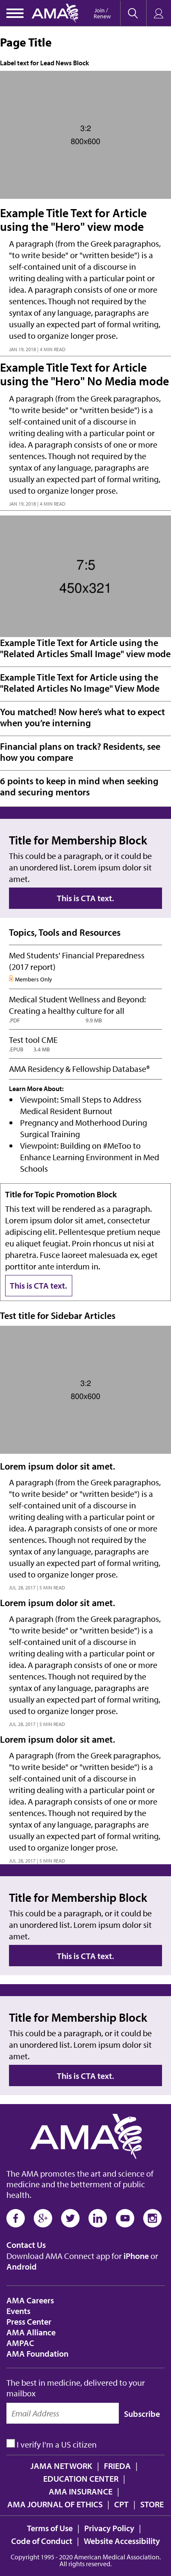 AMA
Join /
Renew
Page Title
Label text for Lead News Block
3:2
800x600
Example Title Text for Article
using the "Hero" view mode
A paragraph (from the Greek paragraphos,
"to write beside" or "written beside") is a
self-contained unit of a discourse in
writing dealing with a particular point or
idea. A paragraph consists of one or more
sentences. Though not required by the
syntax of any language, paragraphs are
usually an expected part of formal writing,
used to organize longer prose.
JAN 19, 2018 | 4 MIN READ
Example Title Text for Article
using the "Hero" No Media mode
A paragraph (from the Greek paragraphos,
"to write beside" or "written beside") is a
self-contained unit of a discourse in
writing dealing with a particular point or
idea. A paragraph consists of one or more
sentences. Though not required by the
syntax of any language, paragraphs are
usually an expected part of formal writing,
used to organize longer prose.
JAN 19, 2018 | 4 MIN READ
7:5
450x321
Example Title Text for Article using the
"Related Articles Small Image" view mode
Example Title Text for Article using the
"Related Articles No Image" View Mode
You matched! Now here’s what to expect
when you’re interning
Financial plans on track? Residents, see
how you compare
6 points to keep in mind when seeking
and securing mentors
Title for Membership Block
This could be a paragraph, or it could be
an unordered list. Lorem ipsum dolor sit
amet.
This is CTA text.
Topics, Tools and Resources
Med Students' Financial Preparedness
(2017 report)
Members Only
Medical Student Wellness and Beyond:
Creating a healthy culture for all
.PDF 9.9 MB
Test tool CME
.EPUB 3.4 MB
AMA Residency & Fellowship Database®
Learn More About:
• Viewpoint: Small Steps to Address
Medical Resident Burnout
• Pregnancy and Motherhood During
Surgical Training
• Viewpoint: Building on #MeToo to
Enhance Learning Environment in Med
Schools
Title for Topic Promotion Block
This text will be rendered as a paragraph.
Lorem ipsum dolor sit amet, consectetur
adipiscing elit. Pellentesque pretium neque
eu aliquet feugiat. Proin rhoncus ut nisi at
pharetra. Fusce laoreet malesuada ex, eget
porttitor ante interdum in.
This is CTA text.
Test title for Sidebar Articles
3:2
800x600
Lorem ipsum dolor sit amet.
A paragraph (from the Greek paragraphos,
"to write beside" or "written beside") is a
self-contained unit of a discourse in
writing dealing with a particular point or
idea. A paragraph consists of one or more
sentences. Though not required by the
syntax of any language, paragraphs are
usually an expected part of formal writing,
used to organize longer prose.
JUL 28, 2017 | 5 MIN READ
Lorem ipsum dolor sit amet.
A paragraph (from the Greek paragraphos,
"to write beside" or "written beside") is a
self-contained unit of a discourse in
writing dealing with a particular point or
idea. A paragraph consists of one or more
sentences. Though not required by the
syntax of any language, paragraphs are
usually an expected part of formal writing,
used to organize longer prose.
JUL 28, 2017 | 5 MIN READ
Lorem ipsum dolor sit amet.
A paragraph (from the Greek paragraphos,
"to write beside" or "written beside") is a
self-contained unit of a discourse in
writing dealing with a particular point or
idea. A paragraph consists of one or more
sentences. Though not required by the
syntax of any language, paragraphs are
usually an expected part of formal writing,
used to organize longer prose.
JUL 28, 2017 | 5 MIN READ
Title for Membership Block
This could be a paragraph, or it could be
an unordered list. Lorem ipsum dolor sit
amet.
This is CTA text.
Title for Membership Block
This could be a paragraph, or it could be
an unordered list. Lorem ipsum dolor sit
amet.
This is CTA text.
AMA
The AMA promotes the art and science of
medicine and the betterment of public
health.
Contact Us
Download AMA Connect app for iPhone or
Android
AMA Careers
Events
Press Center
AMA Alliance
AMPAC
AMA Foundation
The best in medicine, delivered to your
mailbox
Email Address
Subscribe
I verify I'm a US citizen
JAMA NETWORK | FRIEDA |
EDUCATION CENTER |
AMA INSURANCE |
AMA JOURNAL OF ETHICS | CPT | STORE
Terms of Use | Privacy Policy |
Code of Conduct | Website Accessibility
Copyright 1995 - 2020 American Medical Association.
All rights reserved.